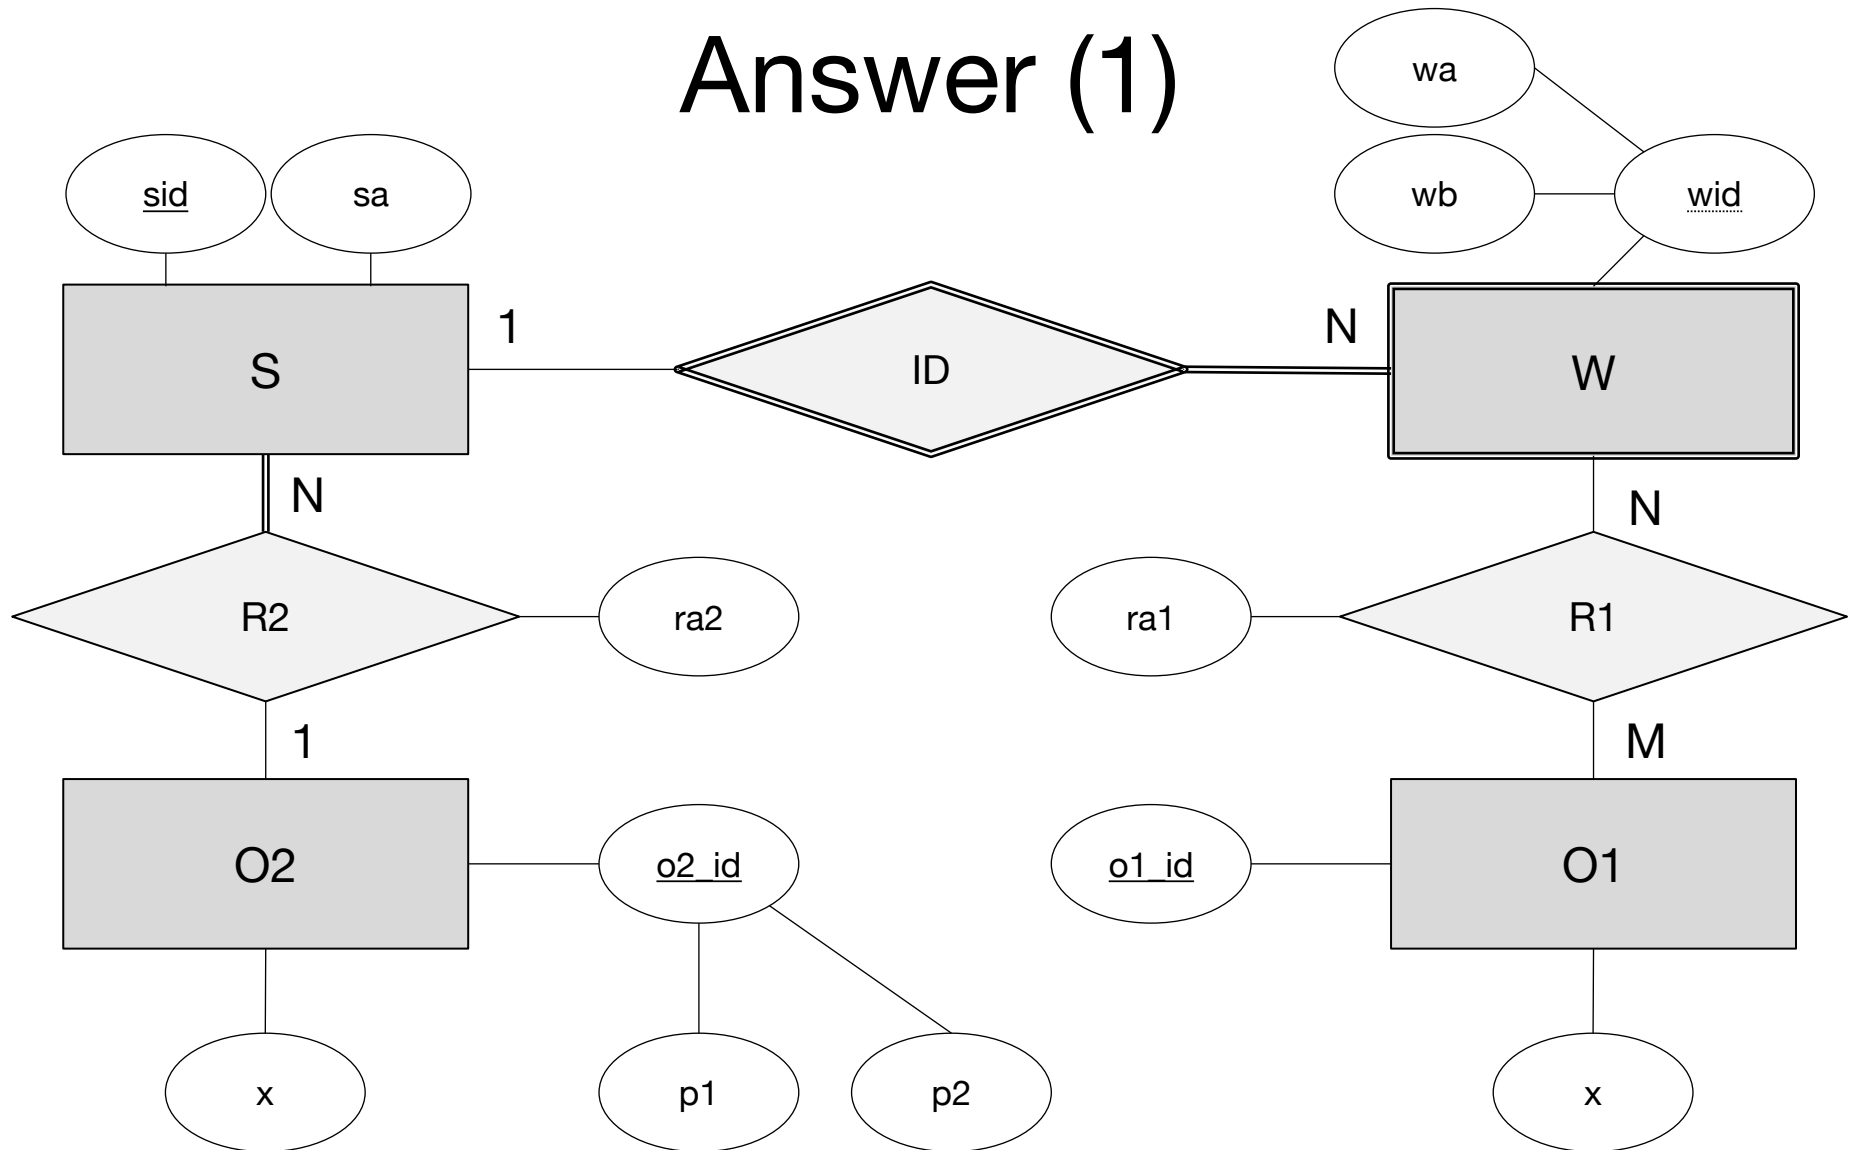 Answer (1)
wa
sid
sa
wb
wid
1
N
S
ID
W
N
N
R2
ra2
ra1
R1
1
M
O2
o2_id
o1_id
O1
x
p1
p2
x